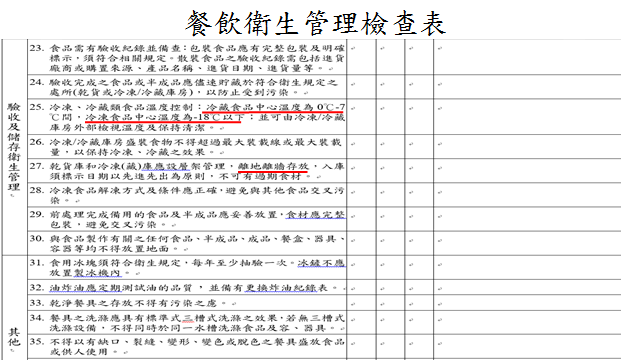 餐飲衛生管理檢查表
驗收及儲存衛生管理
23. 食品需有驗收紀錄並備查：包裝食品應有完整包裝及明確
標示，須符合相關規定。散裝食品之驗收紀錄需包括進貨
廠商或購買來源、產品名稱、進貨日期、進貨量等。
24. 驗收完成之食品或半成品應儘速貯藏於符合衛生規定之
處所(乾貨或冷凍/冷藏庫房)，以防止受到污染。
25. 冷凍、冷藏類食品溫度控制：冷藏食品中心溫度為 0℃-7
℃間，冷凍食品中心溫度為-18℃以下；並可由冷凍/冷藏
庫房外部檢視溫度及保持清潔。
26. 冷凍/冷藏庫房盛裝食物不得超過最大裝載線或最大裝載
量，以保持冷凍、冷藏之效果。
27. 乾貨庫和冷凍(藏)庫應設層架管理，離地離牆存放，入庫
須標示日期以先進先出為原則，不可有過期食材。
28. 冷凍食品解凍方式及條件應正確，避免與其他食品交叉污
染。
29. 前處理完成備用的食品及半成品應妥善放置，食材應完整
包裝，避免交叉污染。
30. 與食品製作有關之任何食品、半成品、成品、餐盒、器具、
容器等均不得放置地面。
其他
31. 食用冰塊須符合衛生規定，每年至少抽驗一次。冰鏟不應
放置製冰機內。
32. 油炸油應定期測試油的品質，並備有更換炸油紀錄表。
33. 乾淨餐具之存放不得有污染之虞。
34. 餐具之洗滌應具有標準式三槽式洗滌之效果，若無三槽式
洗滌設備，不得同時於同一水槽洗滌食品及容、器具。
35. 不得以有缺口、裂縫、變形、變色或脫色之餐具盛放食品
或供人使用。